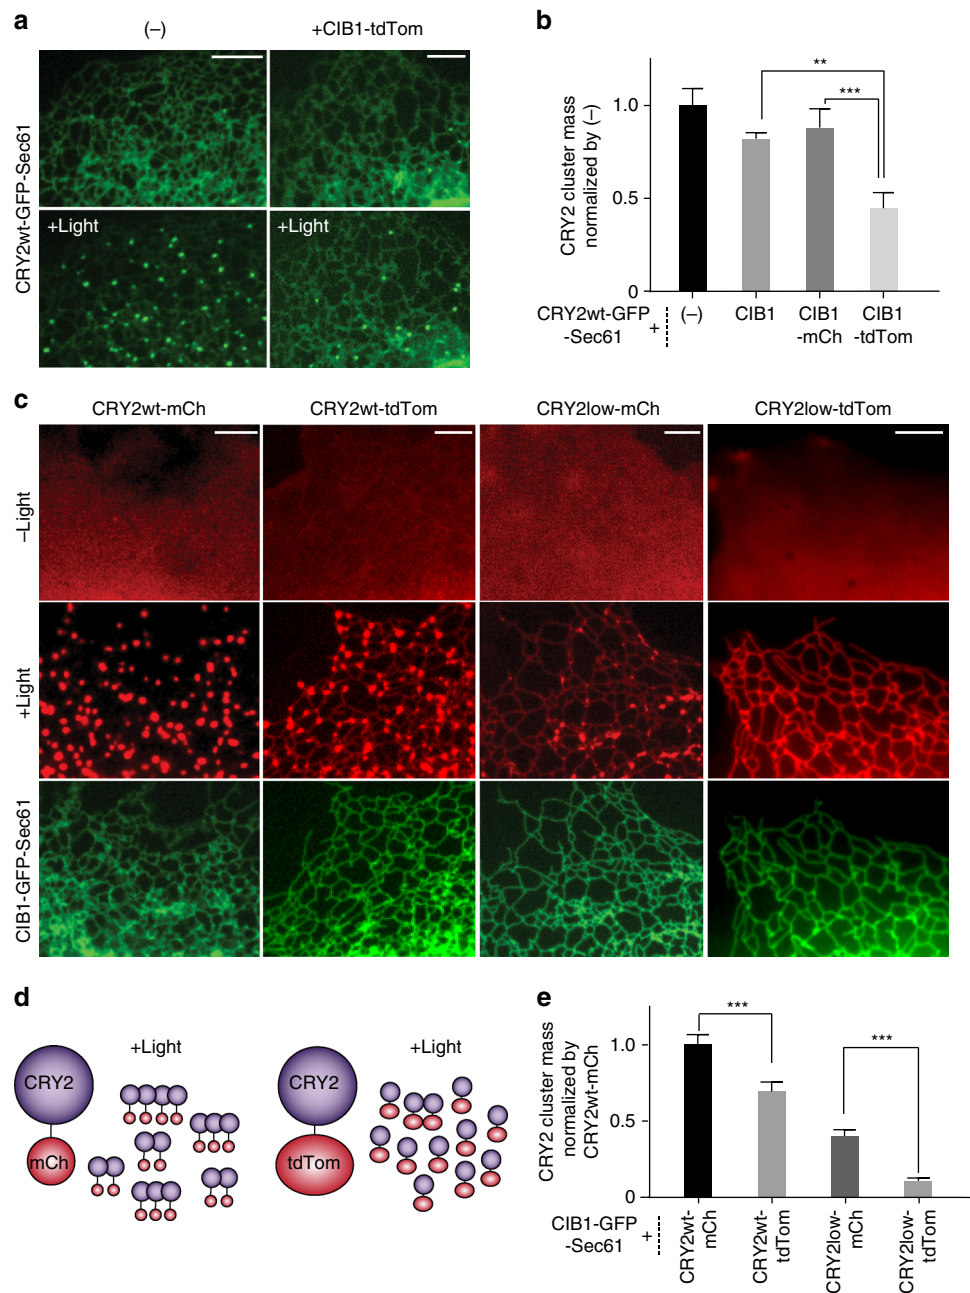 a
(–)
+CIB1-tdTom
CRY2wt-GFP-Sec61
+Light
+Light
b
CRY2 cluster mass
normalized by (–)
1.0
0.5
0
**
***
CRY2wt-GFP
-Sec61
+
(–)
CIB1
CIB1
-mCh
CIB1
-tdTom
c
CRY2wt-mCh
CRY2wt-tdTom
CRY2low-mCh
CRY2low-tdTom
–Light
+Light
CIB1-GFP-Sec61
d
CRY2
mCh
+Light
CRY2
tdTom
+Light
e
CRY2 cluster mass
normalized by
CRY2wt-mCh
1.0
0.5
0
***
***
CIB1-GFP
-Sec61
+
CRY2wt-
mCh
CRY2wt-
tdTom
CRY2low-
mCh
CRY2low-
tdTom